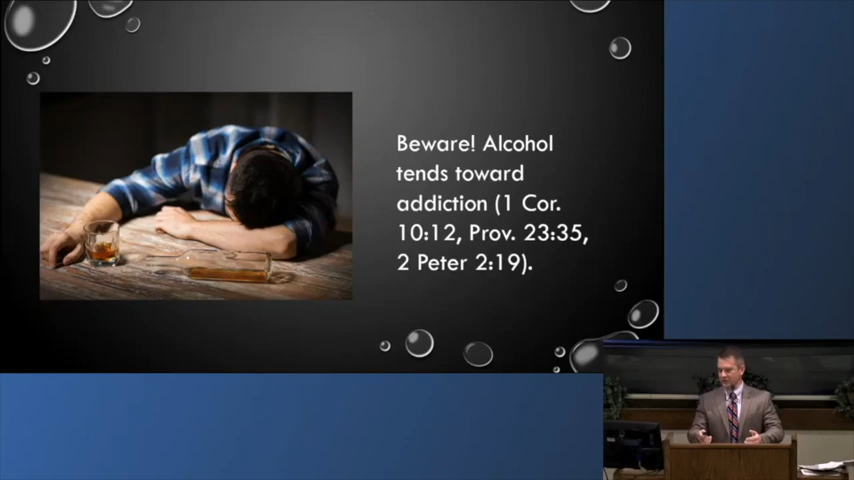 Beware! Alcohol
tends toward
addiction (1 Cor.
10:12, Prov. 23:35,
2 Peter 2:19).